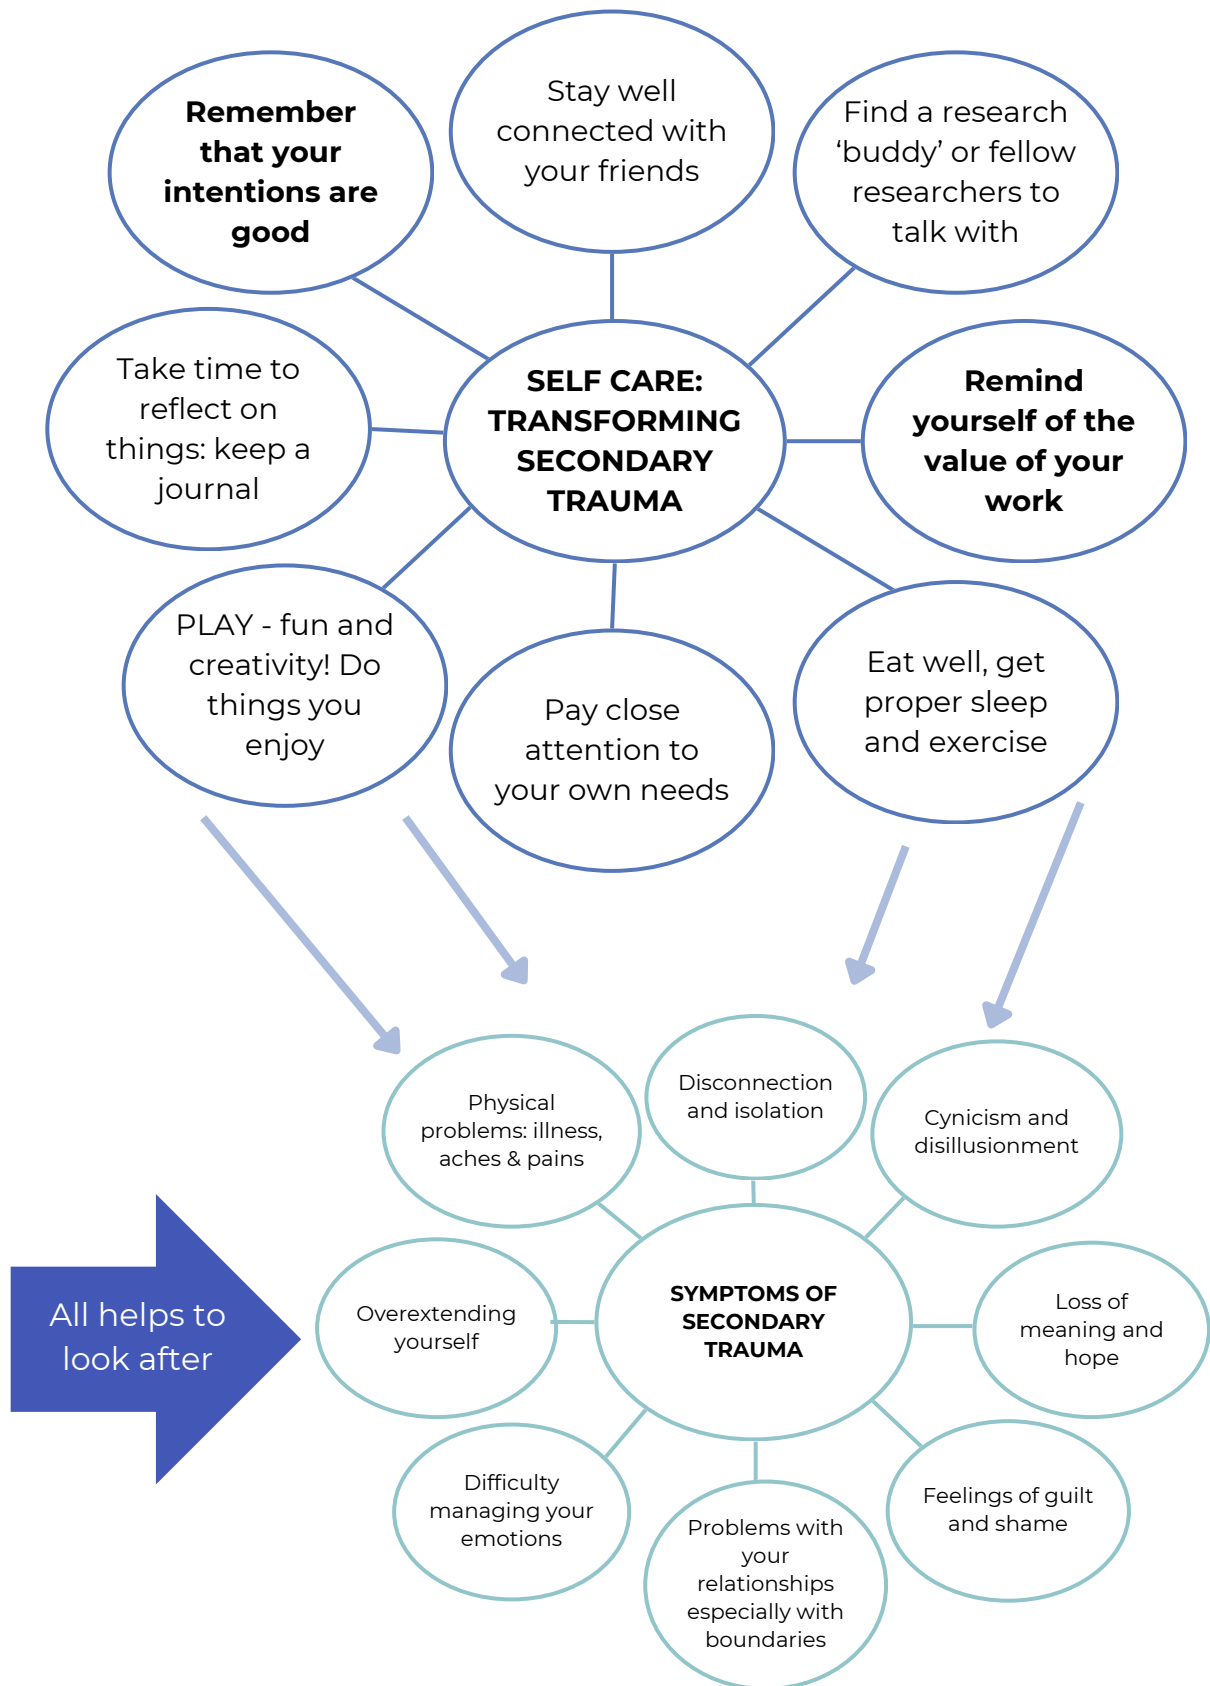 Remember
that your
intentions are
good
Stay well
connected with
your friends
Find a research
‘buddy’ or fellow
researchers to
talk with
Take time to
reflect on
things: keep a
journal
SELF CARE:
TRANSFORMING
SECONDARY
TRAUMA
Remind
yourself of the
value of your
work
PLAY - fun and
creativity! Do
things you
enjoy
Pay close
attention to
your own needs
Eat well, get
proper sleep
and exercise
Physical
problems: illness,
aches & pains
Disconnection
and isolation
Cynicism and
disillusionment
All helps to
look after
Overextending
yourself
SYMPTOMS OF
SECONDARY
TRAUMA
Loss of
meaning and
hope
Difficulty
managing your
emotions
Problems with
your
relationships
especially with
boundaries
Feelings of guilt
and shame